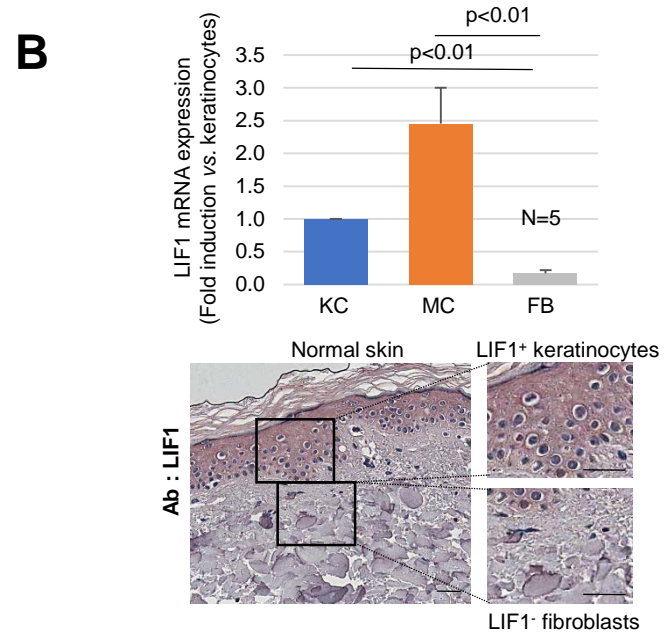 B
p<0.01
p<0.01
LIF1 mRNA expression
(Fold induction vs. keratinocytes)
3.5
3.0
2.5
2.0
1.5
1.0
0.5
0.0
N=5
KC MC FB
Normal skin
LIF1⁺ keratinocytes
Ab : LIF1
LIF1⁻ fibroblasts